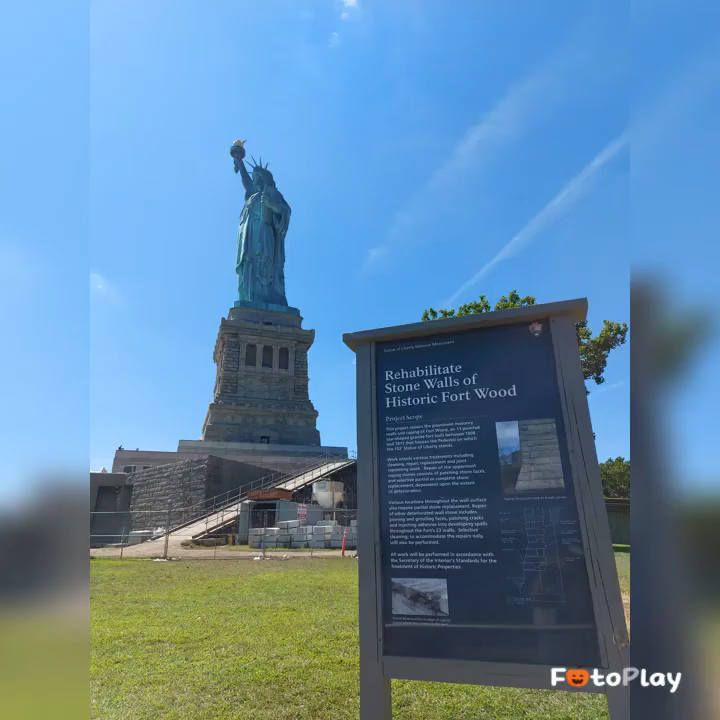 Statue of Liberty National Monument
Rehabilitate
Stone Walls of
Historic Fort Wood
Project Scope
This project repairs the prominent masonry
walls and coping of Fort Wood, an 11-pointed
star-shaped granite fort built between 1806
and 1811 that houses the Pedestal on which
the 152' Statue of Liberty stands.
Work entails various treatments including
cleaning, repair, replacement and joint
repointing work. Repair of the uppermost
coping stones consists of patching stone faces,
and selective partial or complete stone
replacement, dependent upon the extent
of deterioration.
Various locations throughout the wall surface
also require partial stone replacement. Repair
of other deteriorated wall stone includes
pinning and grouting faces, patching cracks
and injecting adhesive into developing spalls
throughout the Fort's 23 walls. Selective
cleaning, to accommodate the repairs only,
will also be performed.
All work will be performed in accordance with
the Secretary of the Interior's Standards for the
Treatment of Historic Properties.
FotoPlay